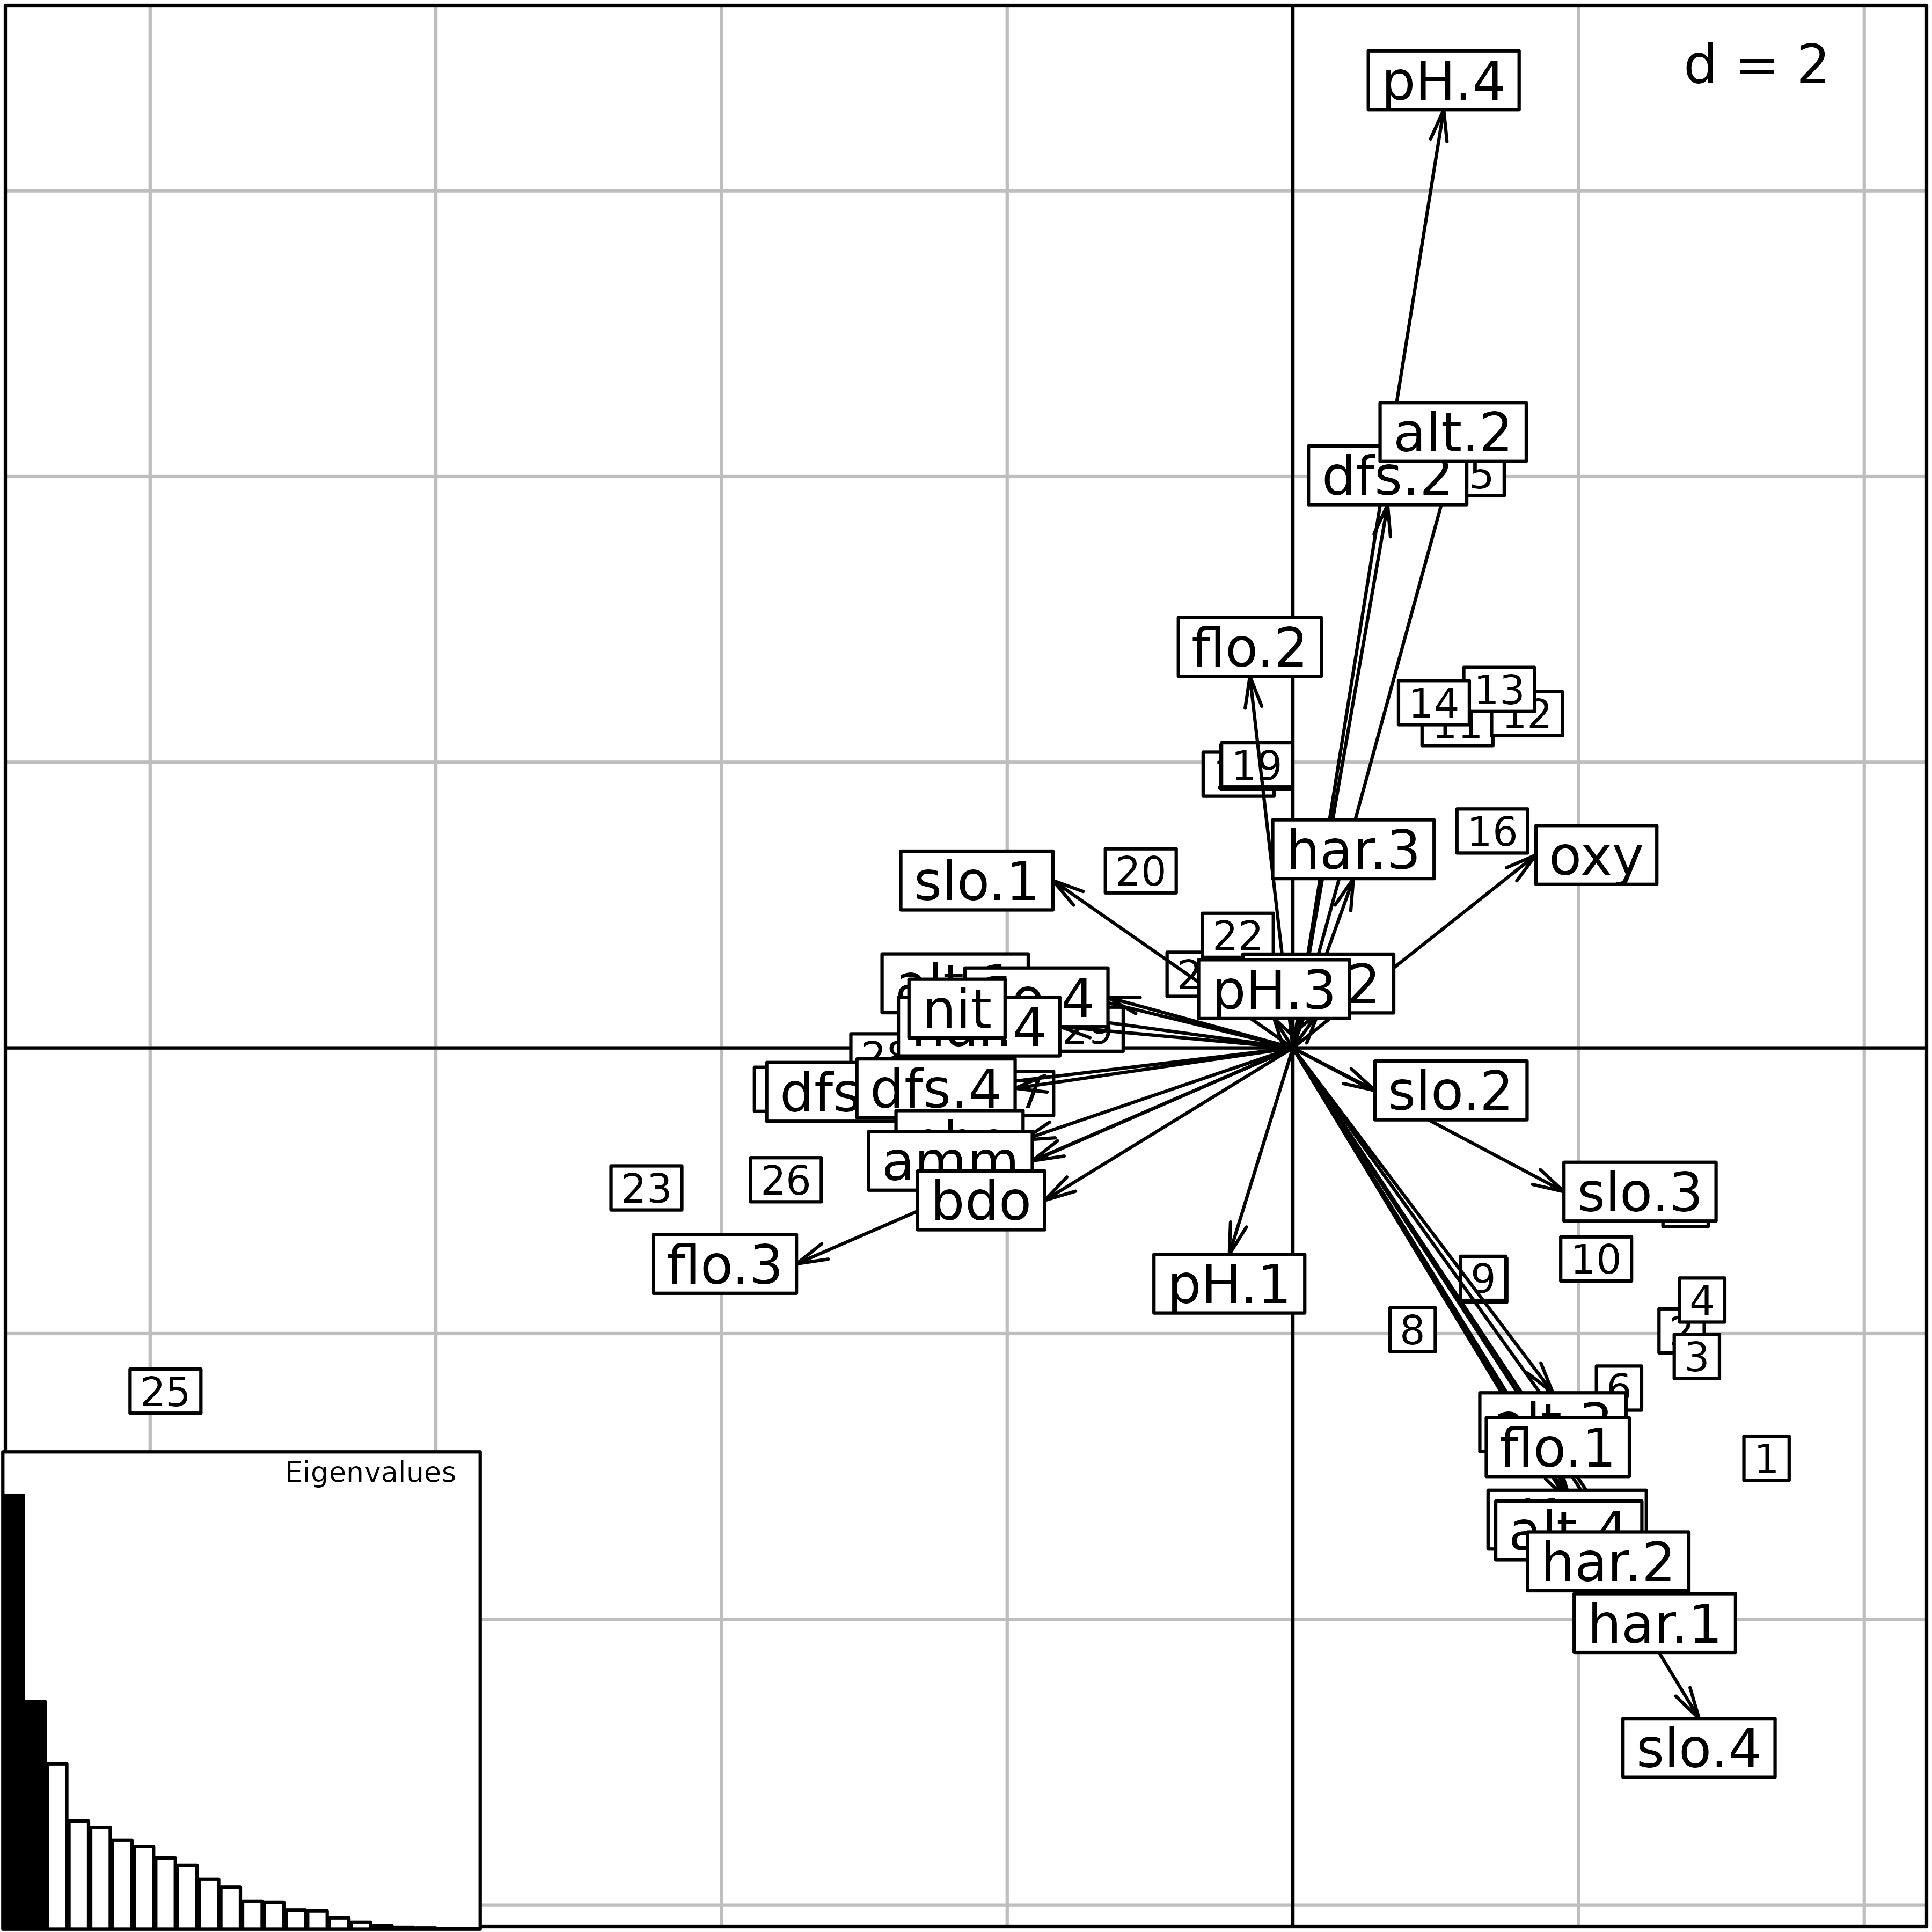 d = 2
pH.4
alt.2
dfs.2
5
flo.2
13
14
12
11
19
16
har.3
oxy
20
slo.1
22
pH.3
2
nit
4
4
29
28
slo.2
dfs
dfs.4
7
amm
26
23
bdo
slo.3
flo.3
10
pH.1
9
4
8
2
3
6
25
alt.3
flo.1
1
Eigenvalues
alt.4
har.2
har.1
slo.4